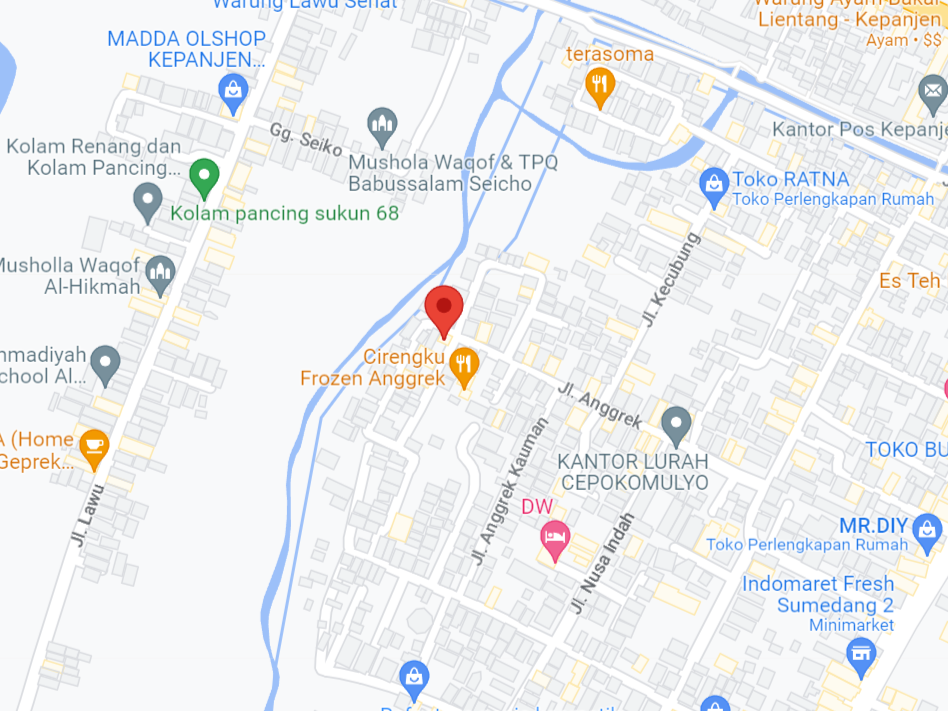 Warung Lawu Sehat
Warung Ayam Bakar
Lientang - Kepanjen
Ayam • $$
MADDA OLSHOP
KEPANJEN...
terasoma
Gg. Seiko
Kantor Pos Kepanje
Kolam Renang dan
Kolam Pancing...
Mushola Waqof & TPQ
Babussalam Seicho
Toko RATNA
Toko Perlengkapan Rumah
Kolam pancing sukun 68
Musholla Waqof
Al-Hikmah
Jl. Kecubung
Es Teh
hmadiyah
chool Al...
Cirengku
Frozen Anggrek
Jl. Anggrek
A (Home
Geprek...
Jl. Anggrek Kauman
KANTOR LURAH
CEPOKOMULYO
TOKO BU
Jl. Lawu
DW
Jl. Nusa Indah
MR.DIY
Toko Perlengkapan Rumah
Indomaret Fresh
Sumedang 2
Minimarket